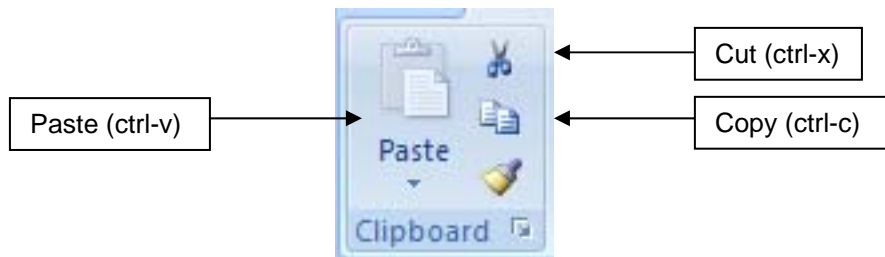 Cut (ctrl-x)
Paste (ctrl-v)
Copy (ctrl-c)
Paste
Clipboard